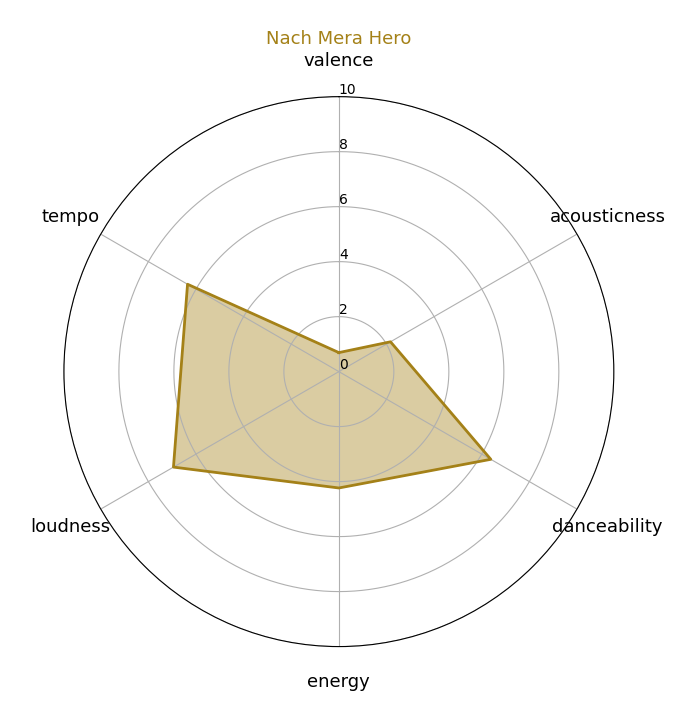 Nach Mera Hero
valence
10
8
tempo
acousticness
6
4
2
0
loudness
danceability
energy